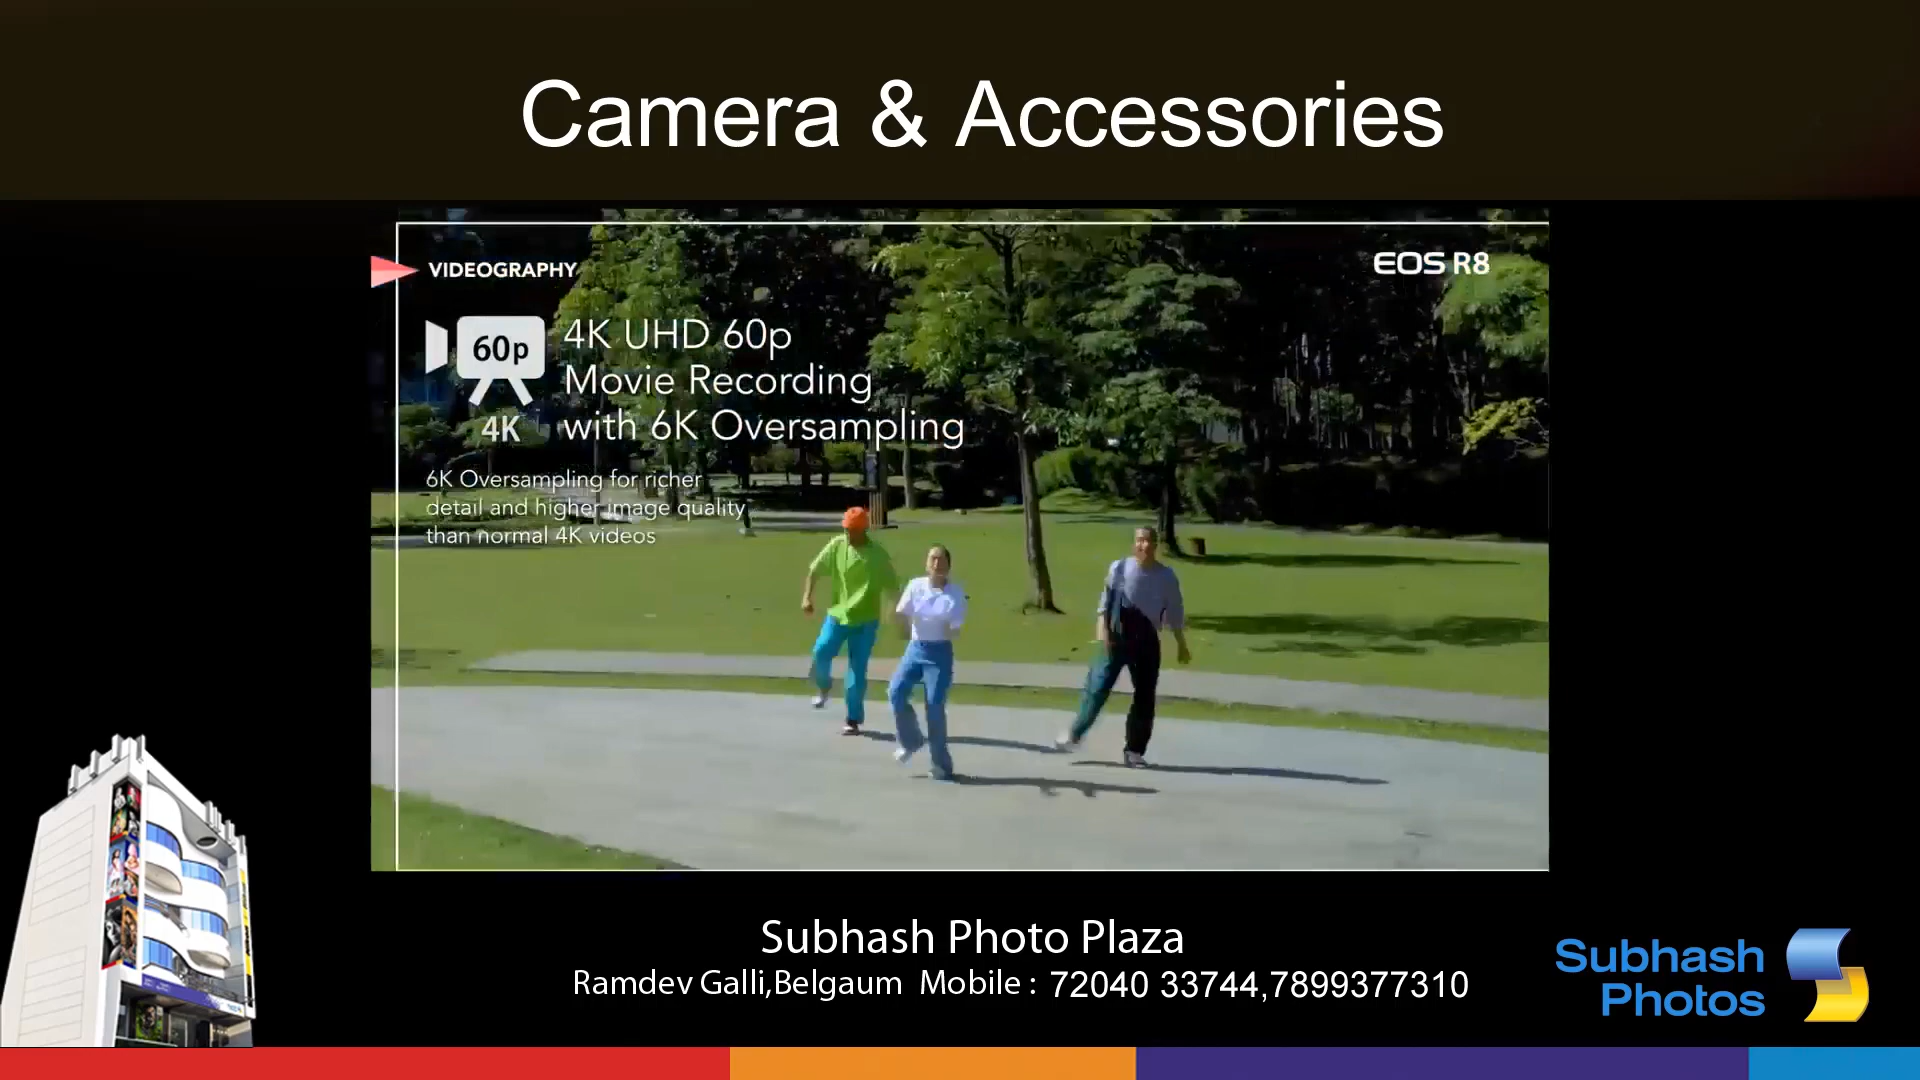 Camera & Accessories
VIDEOGRAPHY
EOS R8
60p
4K
4K UHD 60p
Movie Recording
with 6K Oversampling
6K Oversampling for richer
detail and higher image quality
than normal 4K videos
Subhash Photo Plaza
Ramdev Galli,Belgaum Mobile : 72040 33744,7899377310
Subhash
Photos